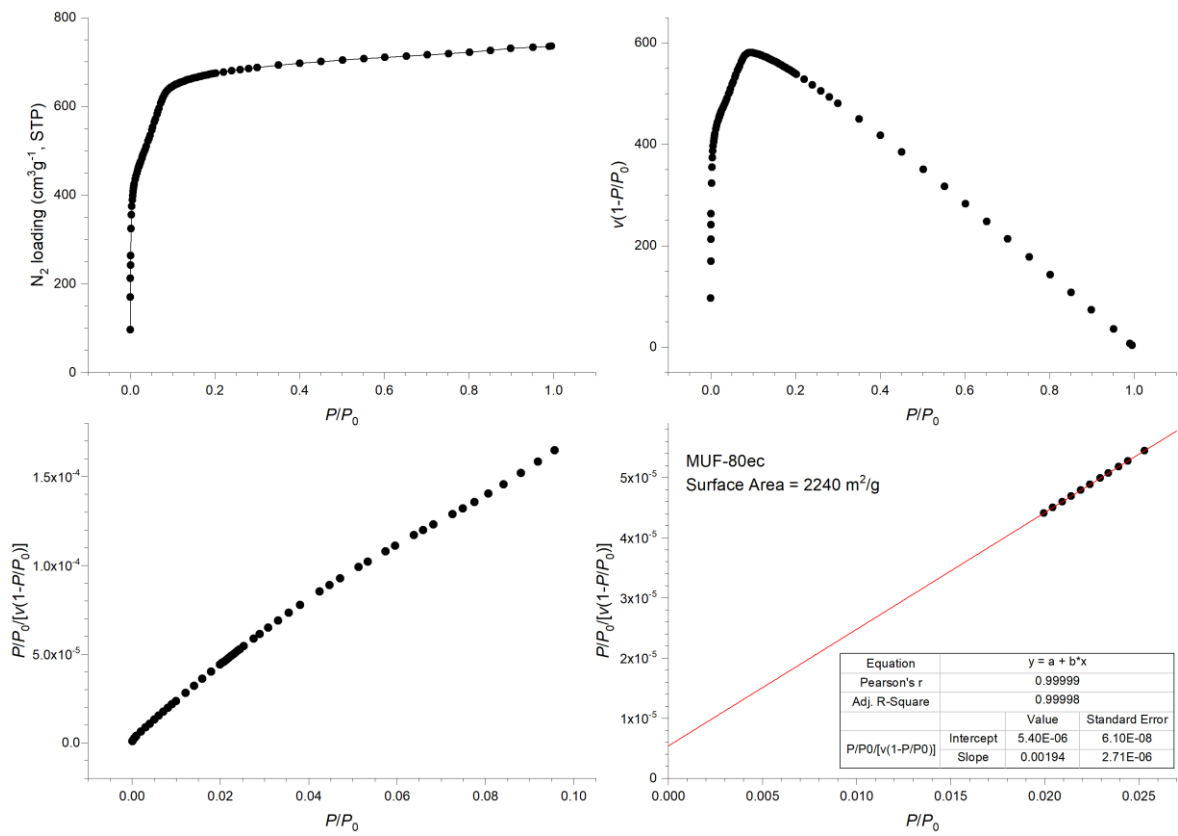 800
600
400
200
0
N₂ loading (cm³g⁻¹, STP)
0.0 0.2 0.4 0.6 0.8 1.0
P/P₀
600
400
200
0
v(1-P/P₀)
0.0 0.2 0.4 0.6 0.8 1.0
P/P₀
1.5x10⁻⁴
1.0x10⁻⁴
5.0x10⁻⁵
0.0
P/P₀/[v(1-P/P₀)]
0.00 0.02 0.04 0.06 0.08 0.10
P/P₀
MUF-80ec
Surface Area = 2240 m²/g
5x10⁻⁵
4x10⁻⁵
3x10⁻⁵
2x10⁻⁵
1x10⁻⁵
0
P/P₀/[v(1-P/P₀)]
Equation y = a + b*x
Pearson's r 0.99999
Adj. R-Square 0.99998
Value Standard Error
P/P0/[v(1-P/P0)] Intercept 5.40E-06 6.10E-08
Slope 0.00194 2.71E-06
0.000 0.005 0.010 0.015 0.020 0.025
P/P₀